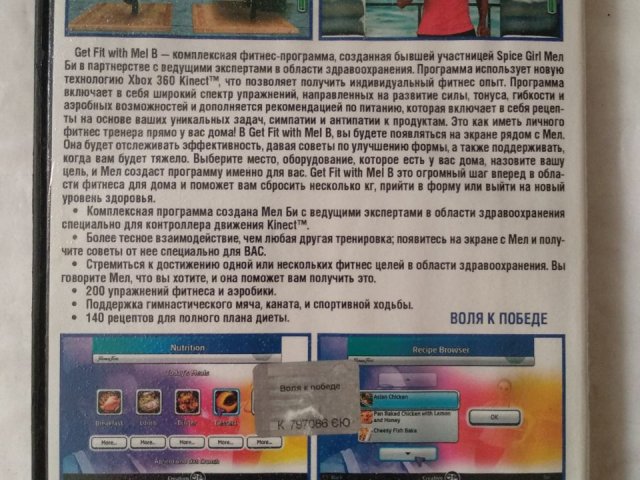 Get Fit with Mel B — комплексная фитнес-программа, созданная бывшей участницей Spice Girl Мел
Би в партнерстве с ведущими экспертами в области здравоохранения. Программа использует новую
технологию Xbox 360 Kinect™, что позволяет получить индивидуальный фитнес опыт. Программа
включает в себя широкий спектр упражнений, направленных на развитие силы, тонуса, гибкости и
аэробных возможностей и дополняется рекомендацией по питанию, которая включает в себя рецеп-
ты на основе ваших уникальных задач, симпатии и антипатии к продуктам. Это как иметь личного
фитнес тренера прямо у вас дома! В Get Fit with Mel B, вы будете появляться на экране рядом с Мел.
Она будет отслеживать эффективность, давая советы по улучшению формы, а также поддерживать,
когда вам будет тяжело. Выберите место, оборудование, которое есть у вас дома, назовите вашу
цель, и Мел создаст программу именно для вас. Get Fit with Mel B это огромный шаг вперед в обла-
сти фитнеса для дома и поможет вам сбросить несколько кг, прийти в форму или выйти на новый
уровень здоровья.
• Комплексная программа создана Мел Би с ведущими экспертами в области здравоохранения
специально для контроллера движения Kinect™.
• Более тесное взаимодействие, чем любая другая тренировка; появитесь на экране с Мел и полу-
чите советы от нее специально для ВАС.
• Стремиться к достижению одной или нескольких фитнес целей в области здравоохранения. Вы
говорите Мел, что вы хотите, и она поможет вам получить это.
• 200 упражнений фитнеса и аэробики.
• Поддержка гимнастического мяча, каната, и спортивной ходьбы.
• 140 рецептов для полного плана диеты.
ВОЛЯ К ПОБЕДЕ
Nutrition
Today's Meals
Breakfast Lunch Dinner Dessert
More... More... More... More... More...
Воля к победе
К 797086 СЮ
Recipe Browser
Asian Chicken
Pan Baked Chicken with Lemon
and Honey
Cheesy Fish Bake
OK